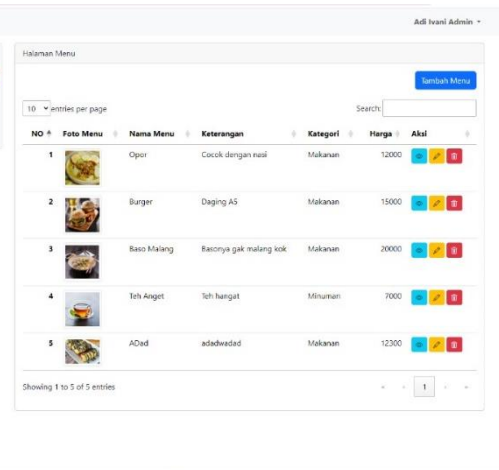 Adi Ivani Admin
Halaman Menu
Tambah Menu
10 entries per page Search:
NO Foto Menu Nama Menu Keterangan Kategori Harga Aksi
1 Opor Cocok dengan nasi Makanan 12000
2 Burger Daging A5 Makanan 15000
3 Baso Malang Basonya gak malang kok Makanan 20000
4 Teh Anget Teh hangat Minuman 7000
5 ADad adadwadad Makanan 12300
Showing 1 to 5 of 5 entries « ‹ 1 › »